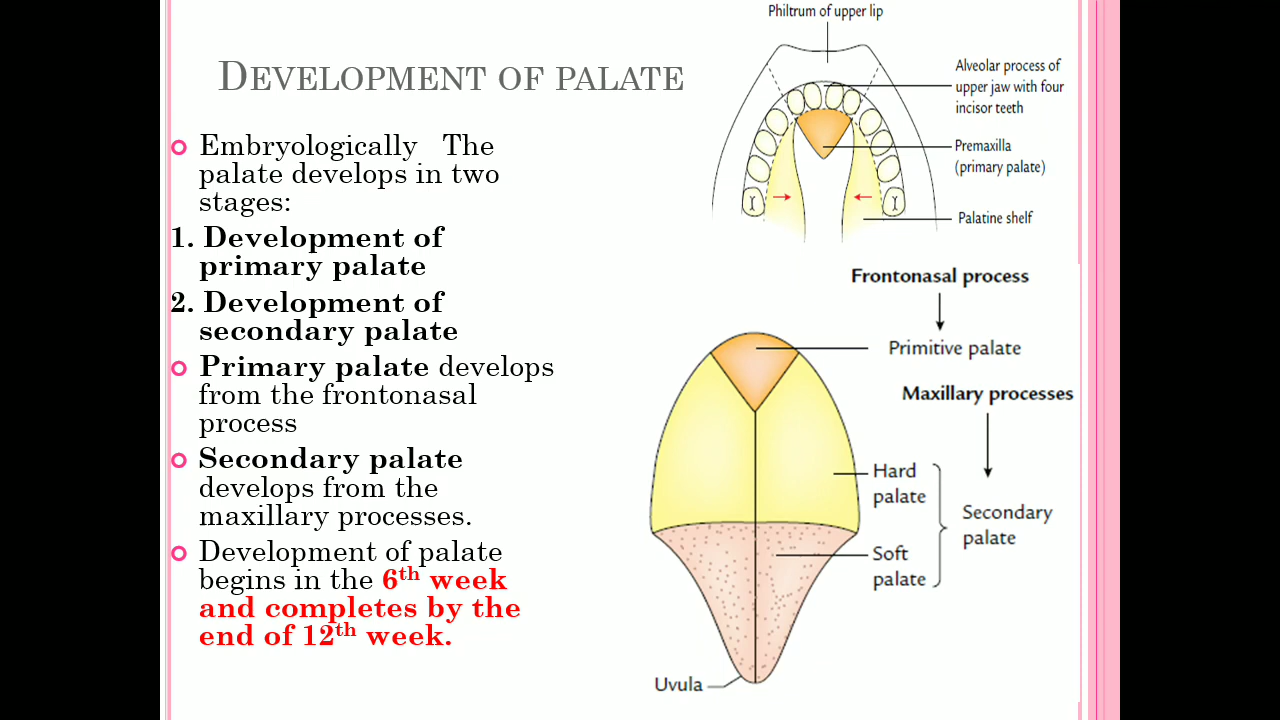 DEVELOPMENT OF PALATE
Embryologically The
palate develops in two
stages:
1. Development of
primary palate
2. Development of
secondary palate
Primary palate develops
from the frontonasal
process
Secondary palate
develops from the
maxillary processes.
Development of palate
begins in the 6th week
and completes by the
end of 12th week.
Philtrum of upper lip
Alveolar process of
upper jaw with four
incisor teeth
Premaxilla
(primary palate)
Palatine shelf
Frontonasal process
Primitive palate
Maxillary processes
Hard
palate
Secondary
palate
Soft
palate
Uvula